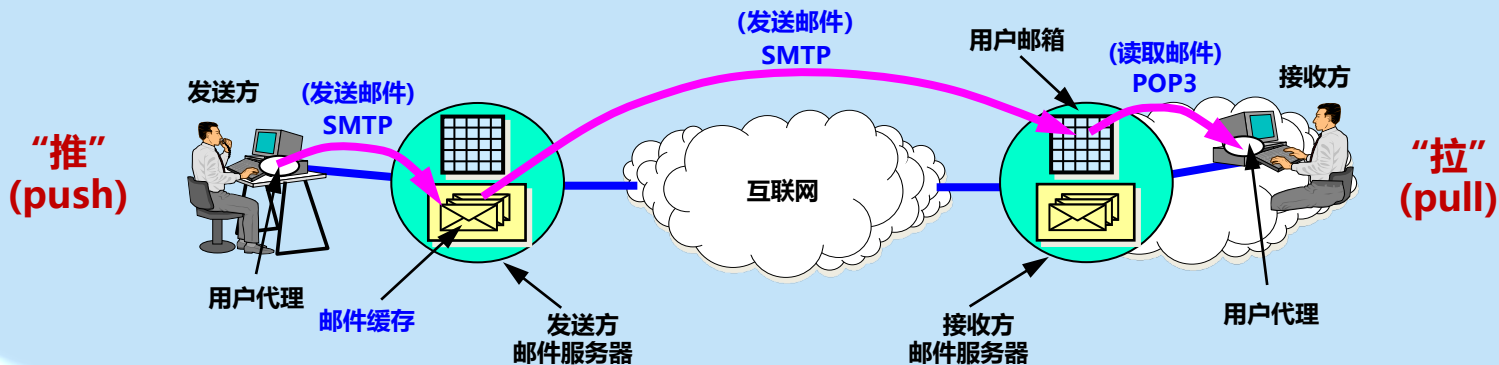 (发送邮件)
SMTP
用户邮箱
(读取邮件)
POP3
接收方
发送方
(发送邮件)
SMTP
“推”
(push)
互联网
“拉”
(pull)
用户代理
邮件缓存
发送方
邮件服务器
接收方
邮件服务器
用户代理